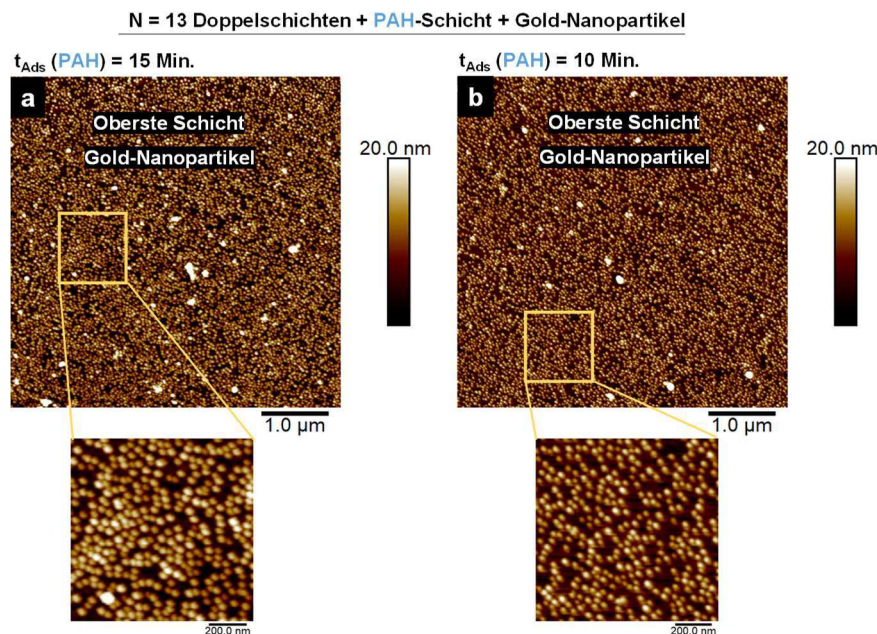 N = 13 Doppelschichten + PAH-Schicht + Gold-Nanopartikel
t_Ads (PAH) = 15 Min.
a
Oberste Schicht
Gold-Nanopartikel
20.0 nm
1.0 µm
200.0 nm
t_Ads (PAH) = 10 Min.
b
Oberste Schicht
Gold-Nanopartikel
20.0 nm
1.0 µm
200.0 nm